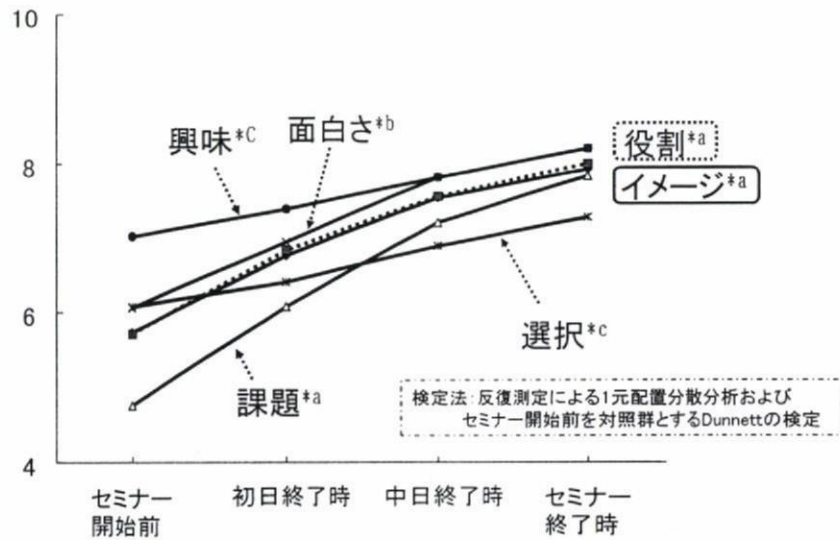 10
8
6
4
興味*C
面白さ*b
役割*a
イメージ*a
選択*c
課題*a
検定法:反復測定による1元配置分散分析および
セミナー開始前を対照群とするDunnettの検定
セミナー
開始前
初日終了時
中日終了時
セミナー
終了時